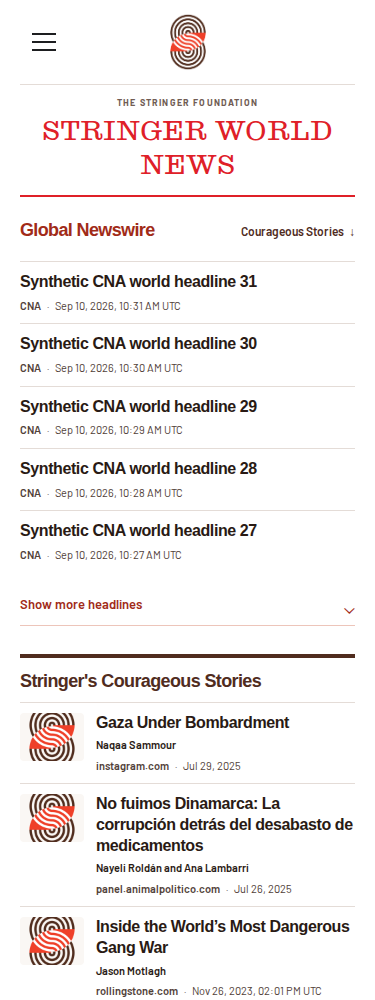 THE STRINGER FOUNDATION
STRINGER WORLD
NEWS
Global Newswire
Courageous Stories ↓
Synthetic CNA world headline 31
CNA · Sep 10, 2026, 10:31 AM UTC
Synthetic CNA world headline 30
CNA · Sep 10, 2026, 10:30 AM UTC
Synthetic CNA world headline 29
CNA · Sep 10, 2026, 10:29 AM UTC
Synthetic CNA world headline 28
CNA · Sep 10, 2026, 10:28 AM UTC
Synthetic CNA world headline 27
CNA · Sep 10, 2026, 10:27 AM UTC
Show more headlines
Stringer's Courageous Stories
Gaza Under Bombardment
Naqaa Sammour
instagram.com · Jul 29, 2025
No fuimos Dinamarca: La
corrupción detrás del desabasto de
medicamentos
Nayeli Roldán and Ana Lambarri
panel.animalpolitico.com · Jul 26, 2025
Inside the World’s Most Dangerous
Gang War
Jason Motlagh
rollingstone.com · Nov 26, 2023, 02:01 PM UTC